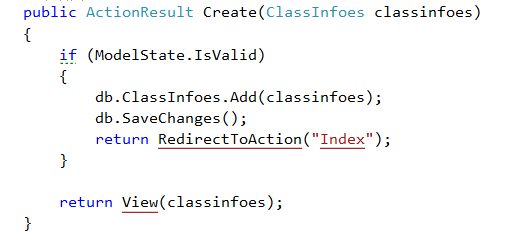 public ActionResult Create(ClassInfoes classinfoes)
{
if (ModelState.IsValid)
{
db.ClassInfoes.Add(classinfoes);
db.SaveChanges();
return RedirectToAction("Index");
}
return View(classinfoes);
}